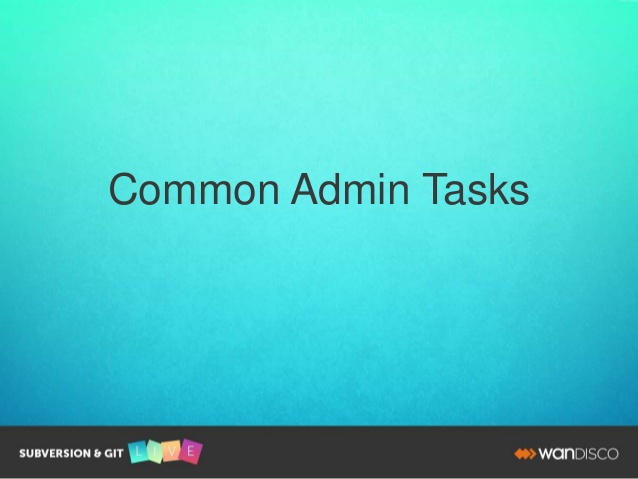 Common Admin Tasks
SUBVERSION & GIT LIVE
WANDISCO